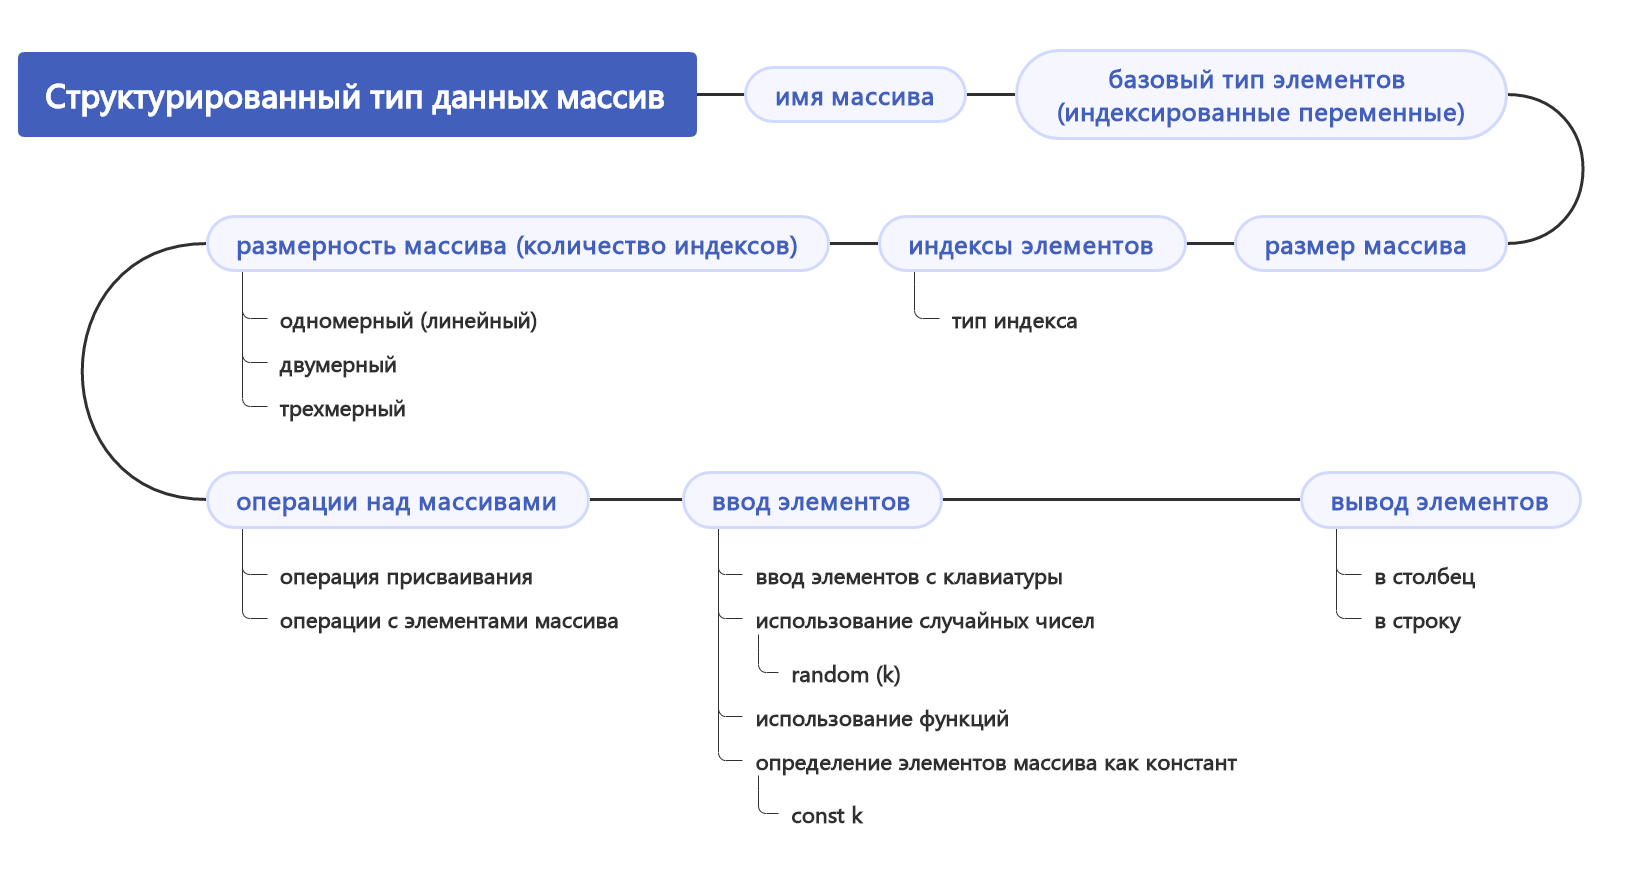 Структурированный тип данных массив
имя массива
базовый тип элементов
(индексированные переменные)
размер массива
индексы элементов
тип индекса
размерность массива (количество индексов)
одномерный (линейный)
двумерный
трехмерный
операции над массивами
операция присваивания
операции с элементами массива
ввод элементов
ввод элементов с клавиатуры
использование случайных чисел
random (k)
использование функций
определение элементов массива как констант
const k
вывод элементов
в столбец
в строку